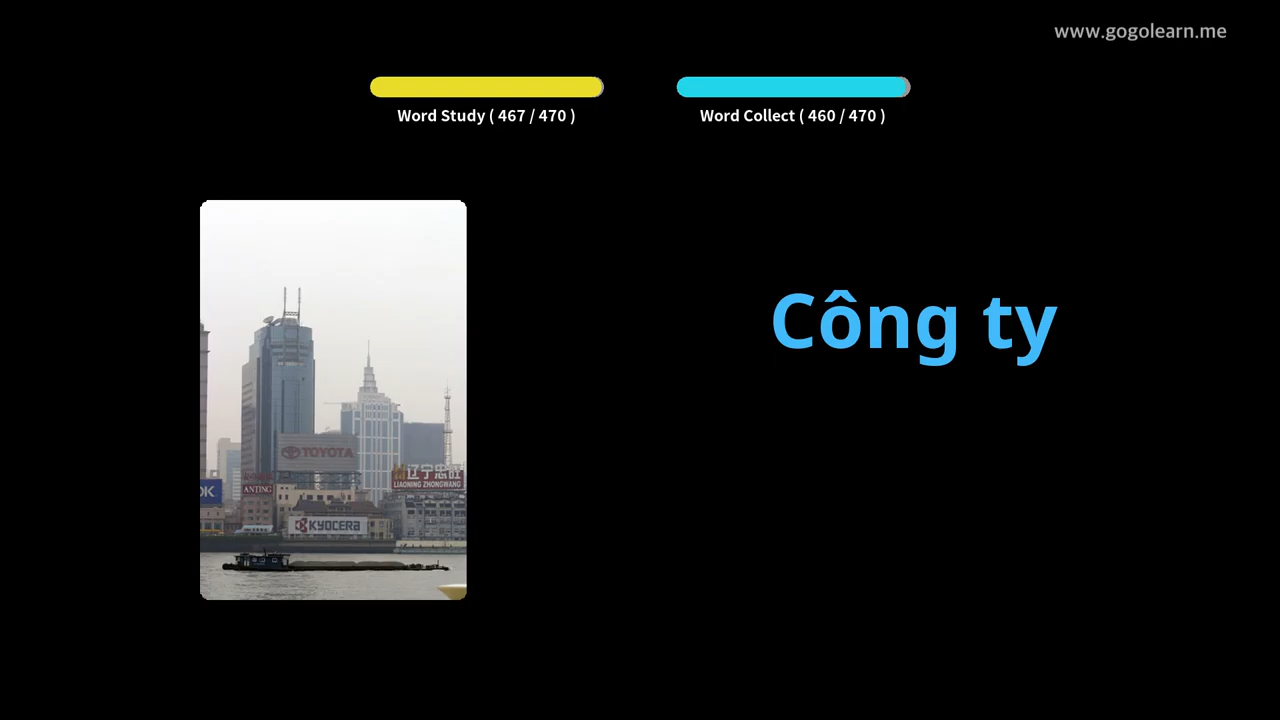 www.gogolearn.me
Word Study ( 467 / 470 )
Word Collect ( 460 / 470 )
Công ty
TOYOTA
辽宁忠旺
LIAONING ZHONGWANG
OK
ANTING
KYOCERA